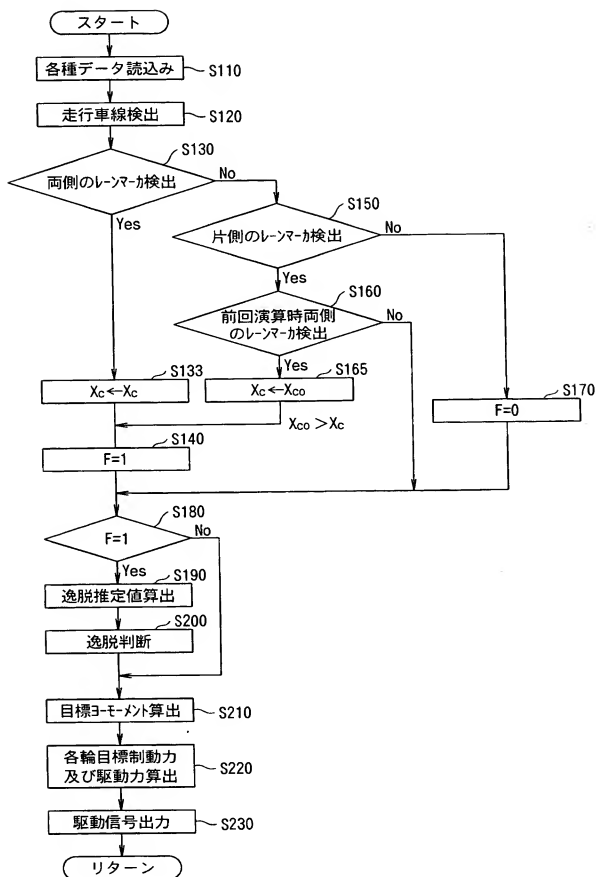 スタート
各種データ読込み
S110
走行車線検出
S120
S130
両側のレーンマーカ検出
No
Yes
S150
片側のレーンマーカ検出
No
Yes
S160
前回演算時両側
のレーンマーカ検出
No
Yes
S133
XC←XC
S165
XC←XCO
S170
F=0
XCO>XC
S140
F=1
S180
F=1
No
Yes
S190
逸脱推定値算出
S200
逸脱判断
目標ヨーモーメント算出
S210
各輪目標制動力
及び駆動力算出
S220
駆動信号出力
S230
リターン